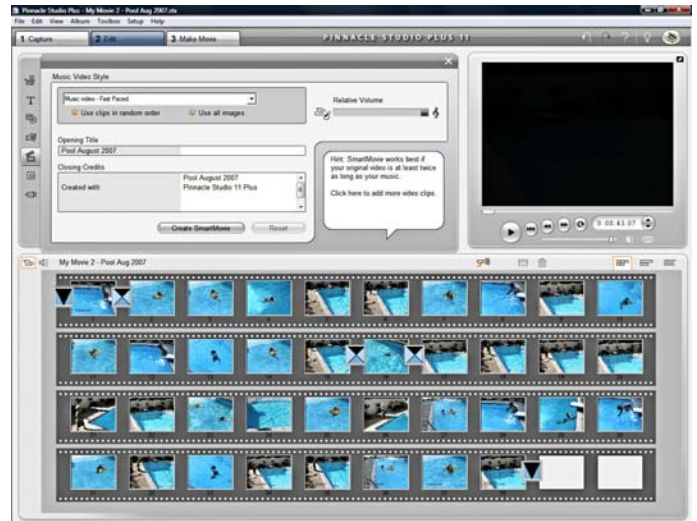 Pinnacle Studio Plus - My Movie 2 - Pool Aug 2007.stx
File Edit View Album Toolbox Setup Help
1 Capture 2 Edit 3 Make Movie PINNACLE STUDIO PLUS 11
Music Video Style
Music video - Fast Paced
Use clips in random order Use all images
Relative Volume
Opening Title
Pool August 2007
Closing Credits
Pool August 2007
Created with Pinnacle Studio 11 Plus
Create SmartMovie Reset
Hint: SmartMovie works best if
your original video is at least twice
as long as your music.
Click here to add more video clips.
0:00:43.07
My Movie 2 - Pool Aug 2007